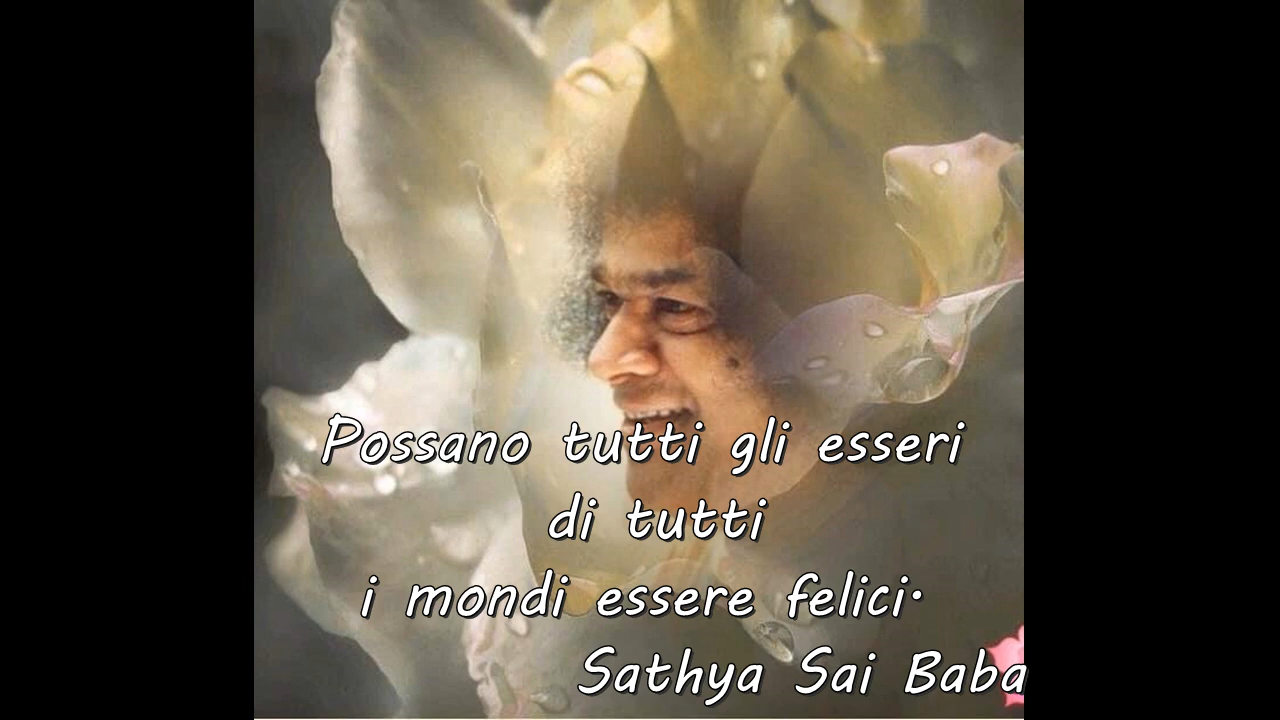 Possano tutti gli esseri
di tutti
i mondi essere felici.
Sathya Sai Baba